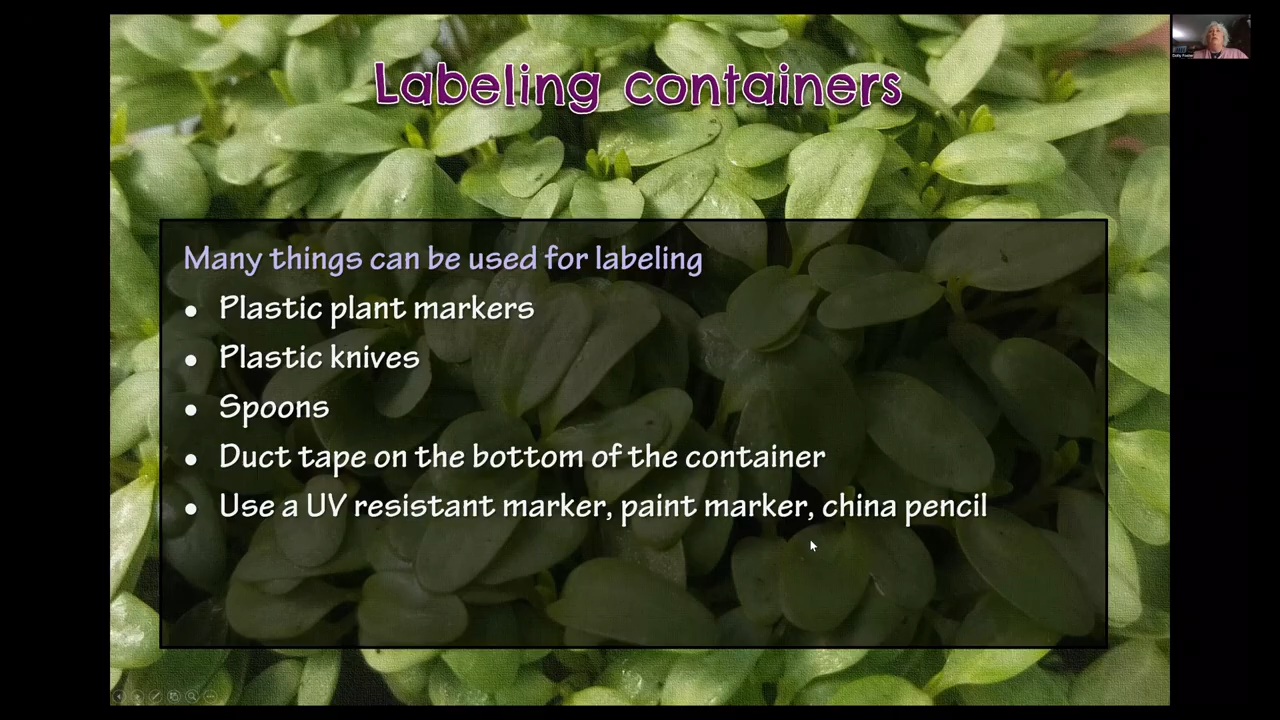 Labeling containers
Many things can be used for labeling
• Plastic plant markers
• Plastic knives
• Spoons
• Duct tape on the bottom of the container
• Use a UV resistant marker, paint marker, china pencil